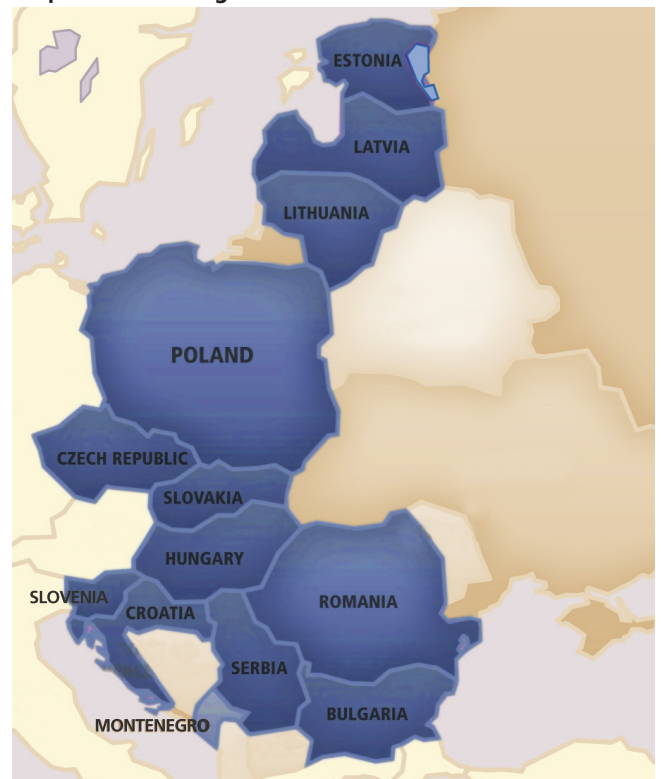 ESTONIA
LATVIA
LITHUANIA
POLAND
CZECH REPUBLIC
SLOVAKIA
HUNGARY
SLOVENIA
ROMANIA
CROATIA
SERBIA
BULGARIA
MONTENEGRO